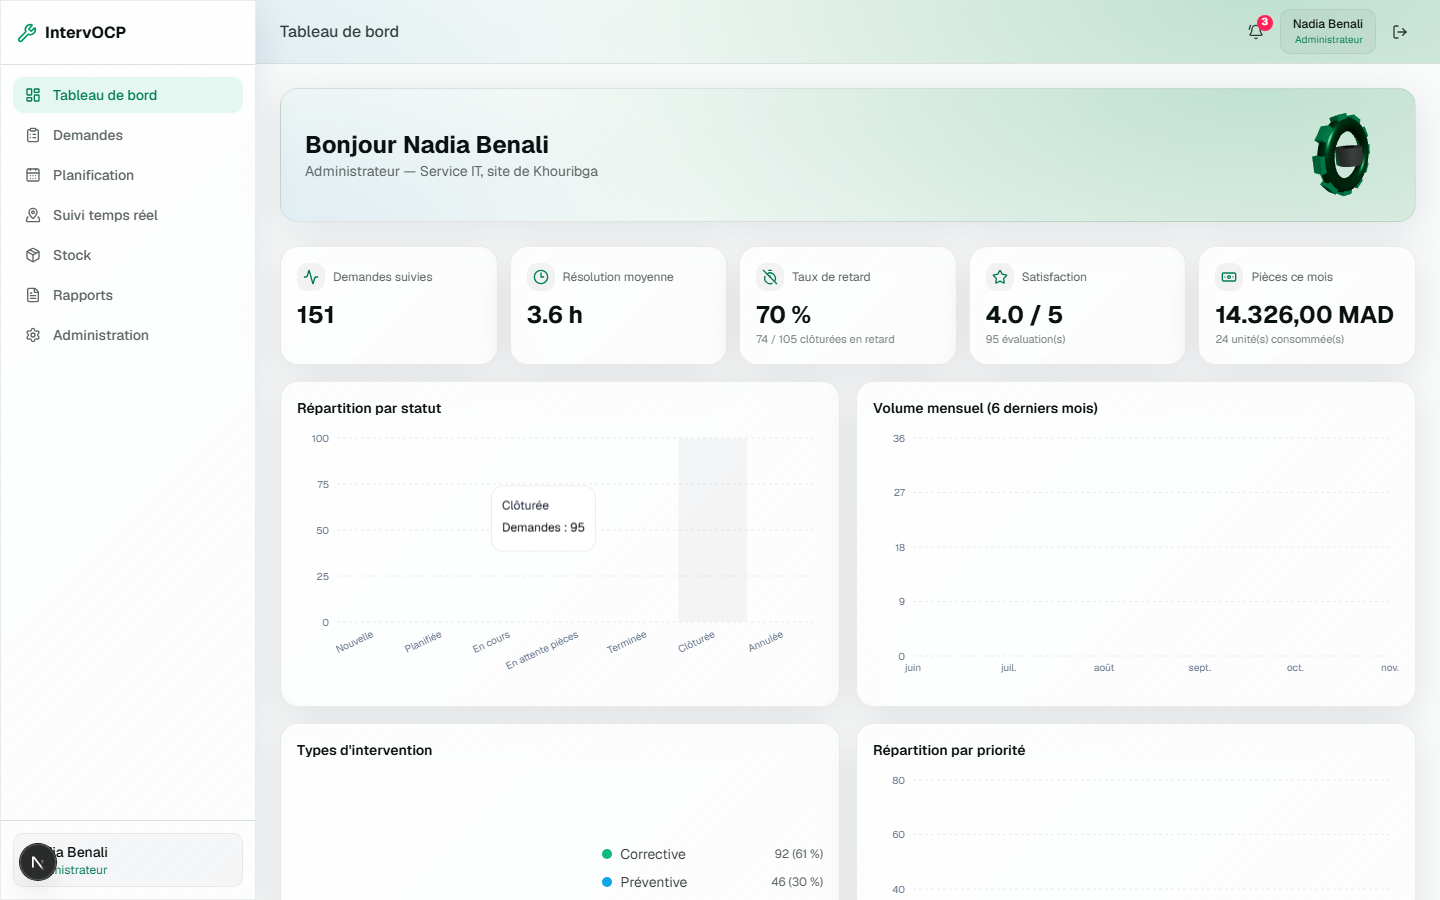 IntervOCP
Tableau de bord
Demandes
Planification
Suivi temps réel
Stock
Rapports
Administration
Tableau de bord
3
Nadia Benali
Administrateur
Bonjour Nadia Benali
Administrateur — Service IT, site de Khouribga
Demandes suivies
151
Résolution moyenne
3.6 h
Taux de retard
70 %
74 / 105 clôturées en retard
Satisfaction
4.0 / 5
95 évaluation(s)
Pièces ce mois
14.326,00 MAD
24 unité(s) consommée(s)
Répartition par statut
100
75
50
25
0
Clôturée
Demandes : 95
Nouvelle
Planifiée
En cours
En attente pièces
Terminée
Clôturée
Annulée
Volume mensuel (6 derniers mois)
36
27
18
9
0
juin
juil.
août
sept.
oct.
nov.
Types d'intervention
Corrective
92 (61 %)
Préventive
46 (30 %)
Répartition par priorité
80
60
40
N
ia Benali
nistrateur